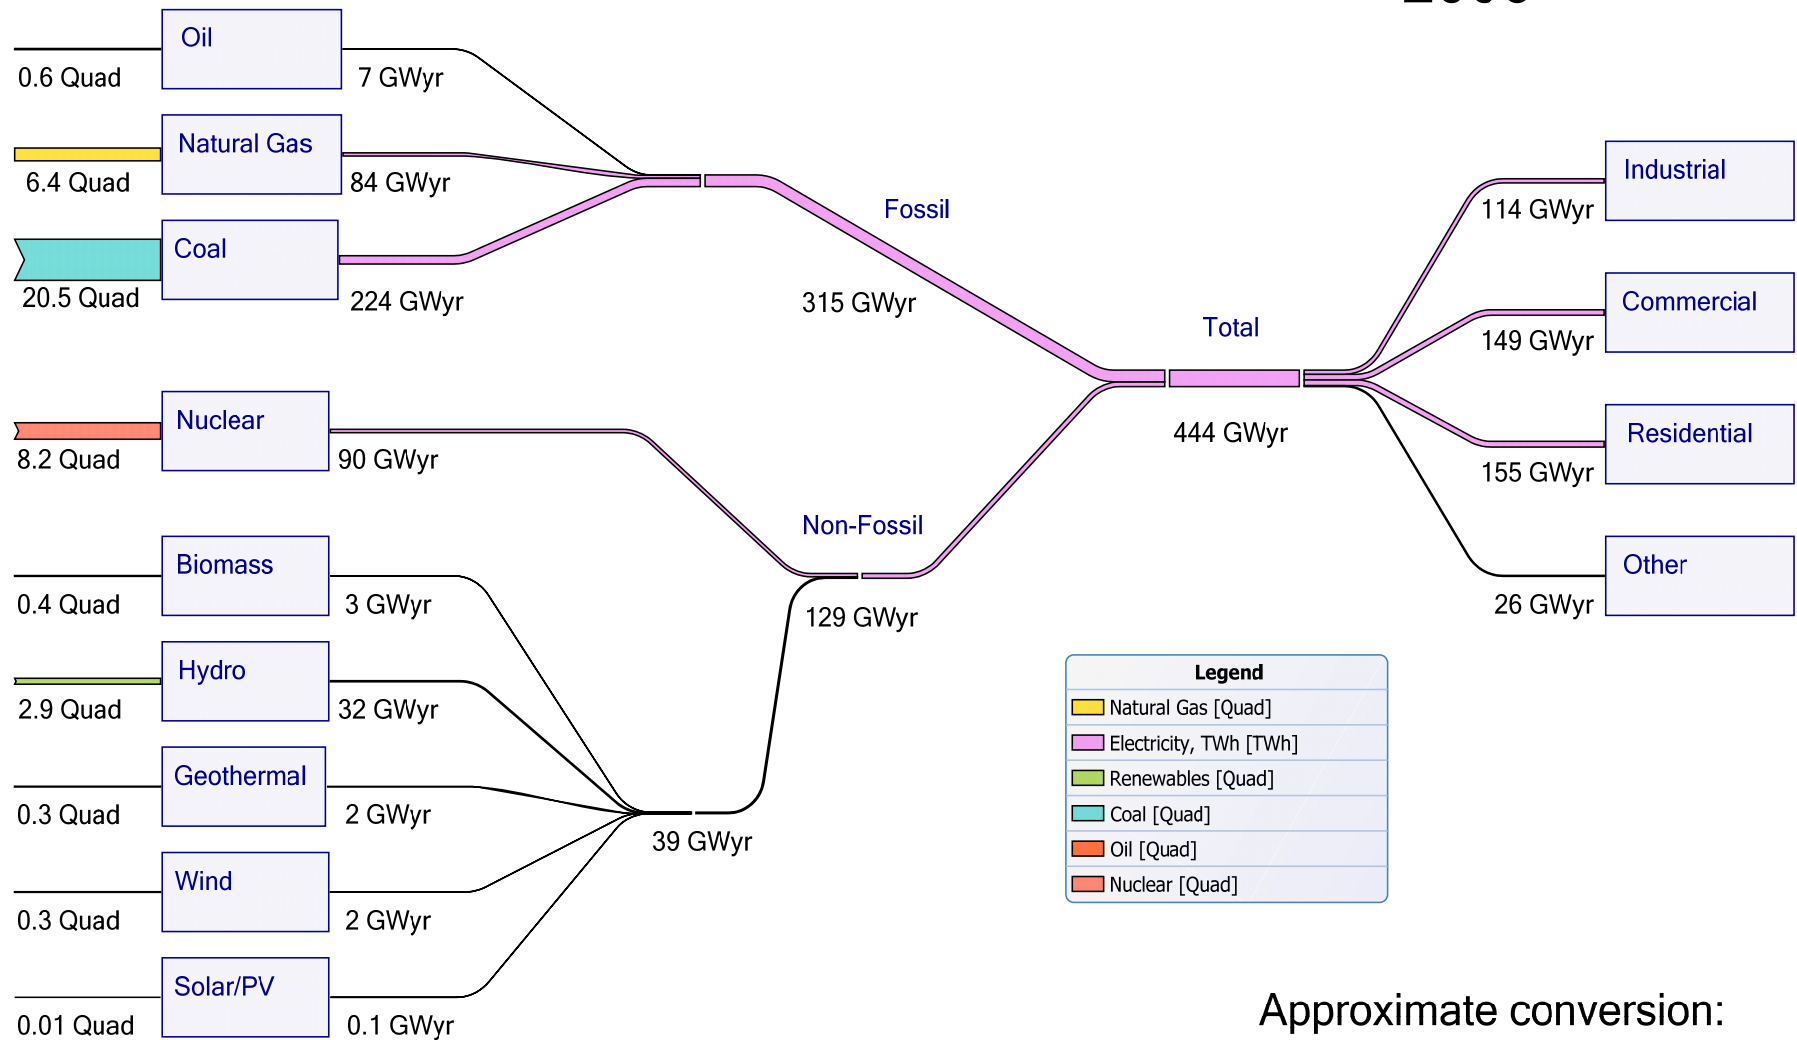 Oil
0.6 Quad
7 GWyr
Natural Gas
6.4 Quad
84 GWyr
Coal
20.5 Quad
224 GWyr
Nuclear
8.2 Quad
90 GWyr
Biomass
0.4 Quad
3 GWyr
Hydro
2.9 Quad
32 GWyr
Geothermal
0.3 Quad
2 GWyr
Wind
0.3 Quad
2 GWyr
Solar/PV
0.01 Quad
0.1 GWyr
39 GWyr
Fossil
315 GWyr
Non-Fossil
129 GWyr
Total
444 GWyr
Industrial
114 GWyr
Commercial
149 GWyr
Residential
155 GWyr
Other
26 GWyr
Legend
Natural Gas [Quad]
Electricity, TWh [TWh]
Renewables [Quad]
Coal [Quad]
Oil [Quad]
Nuclear [Quad]
Approximate conversion: